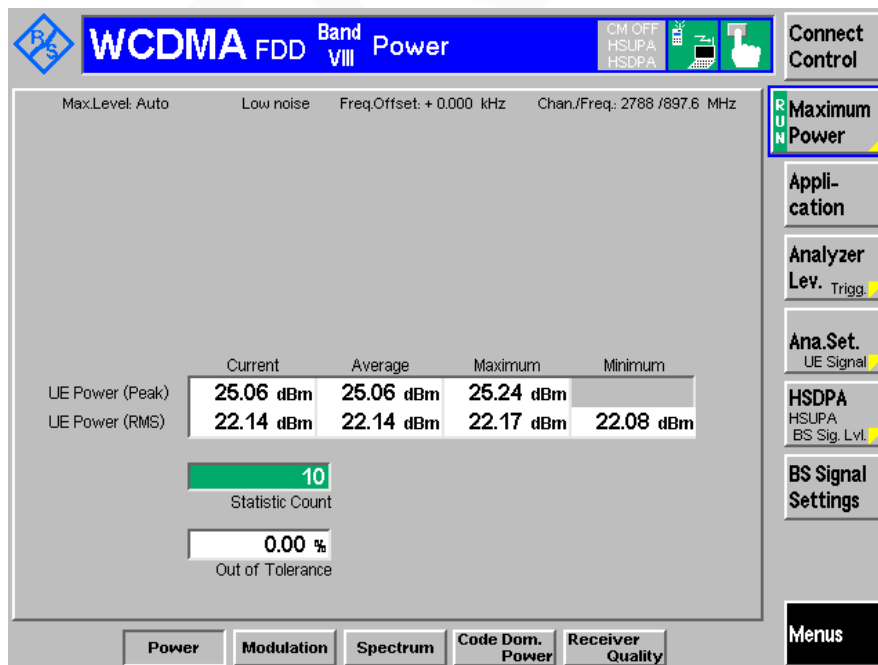 R&S WCDMA FDD Band VIII Power
CM OFF
HSUPA
HSDPA
Connect Control
Max.Level: Auto Low noise Freq.Offset: + 0.000 kHz Chan./Freq.: 2788 /897.6 MHz
RUN
Maximum Power
Appli-
cation
Analyzer
Lev. Trigg.
Ana.Set.
UE Signal
HSDPA
HSUPA
BS Sig. Lvl.
BS Signal
Settings
Current Average Maximum Minimum
UE Power (Peak) 25.06 dBm 25.06 dBm 25.24 dBm
UE Power (RMS) 22.14 dBm 22.14 dBm 22.17 dBm 22.08 dBm
10
Statistic Count
0.00 %
Out of Tolerance
Power Modulation Spectrum Code Dom. Power Receiver Quality
Menus